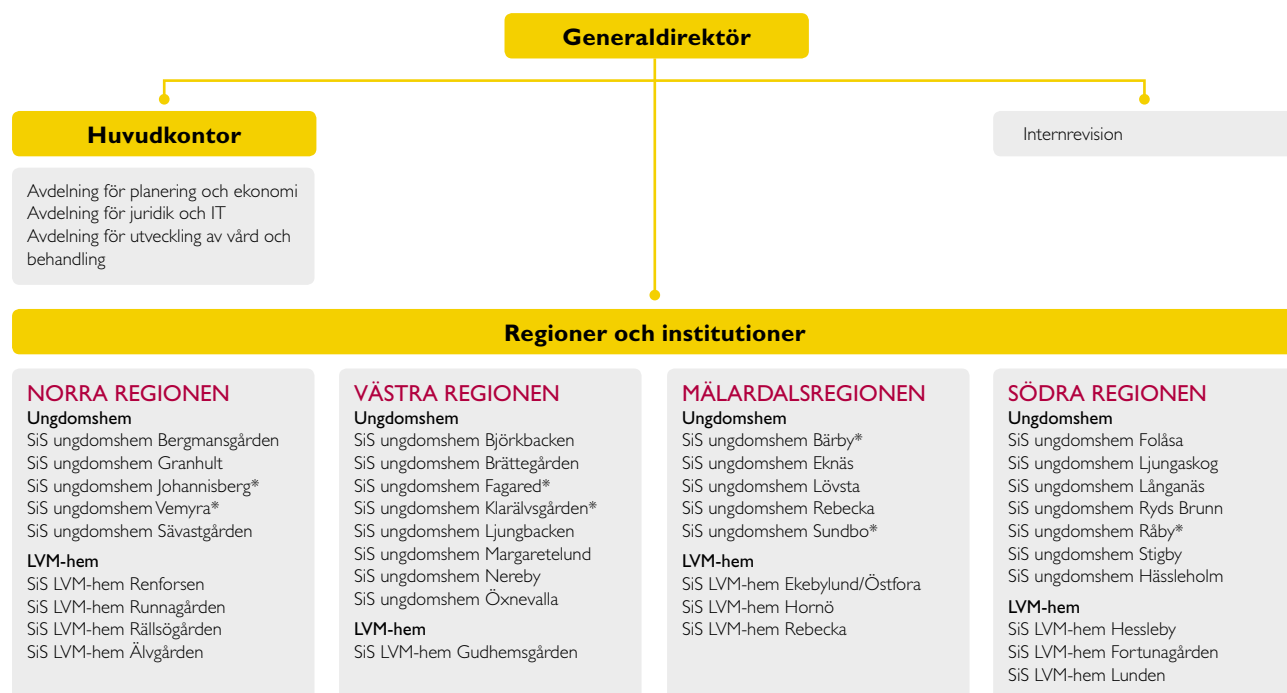 Generaldirektör
Huvudkontor
Internrevision
Avdelning för planering och ekonomi
Avdelning för juridik och IT
Avdelning för utveckling av vård och
behandling
Regioner och institutioner
NORRA REGIONEN
Ungdomshem
SiS ungdomshem Bergmansgården
SiS ungdomshem Granhult
SiS ungdomshem Johannisberg*
SiS ungdomshem Vemyra*
SiS ungdomshem Sävastgården
LVM-hem
SiS LVM-hem Renforsen
SiS LVM-hem Runnagården
SiS LVM-hem Rällsögården
SiS LVM-hem Älvgården
VÄSTRA REGIONEN
Ungdomshem
SiS ungdomshem Björkbacken
SiS ungdomshem Brättegården
SiS ungdomshem Fagared*
SiS ungdomshem Klarälvsgården*
SiS ungdomshem Ljungbacken
SiS ungdomshem Margaretelund
SiS ungdomshem Nereby
SiS ungdomshem Öxnevalla
LVM-hem
SiS LVM-hem Gudhemsgården
MÄLARDALSREGIONEN
Ungdomshem
SiS ungdomshem Bärby*
SiS ungdomshem Eknäs
SiS ungdomshem Lövsta
SiS ungdomshem Rebecka
SiS ungdomshem Sundbo*
LVM-hem
SiS LVM-hem Ekebylund/Östfora
SiS LVM-hem Hornö
SiS LVM-hem Rebecka
SÖDRA REGIONEN
Ungdomshem
SiS ungdomshem Folåsa
SiS ungdomshem Ljungaskog
SiS ungdomshem Långanäs
SiS ungdomshem Ryds Brunn
SiS ungdomshem Råby*
SiS ungdomshem Stigby
SiS ungdomshem Hässleholm
LVM-hem
SiS LVM-hem Hessleby
SiS LVM-hem Fortunagården
SiS LVM-hem Lunden